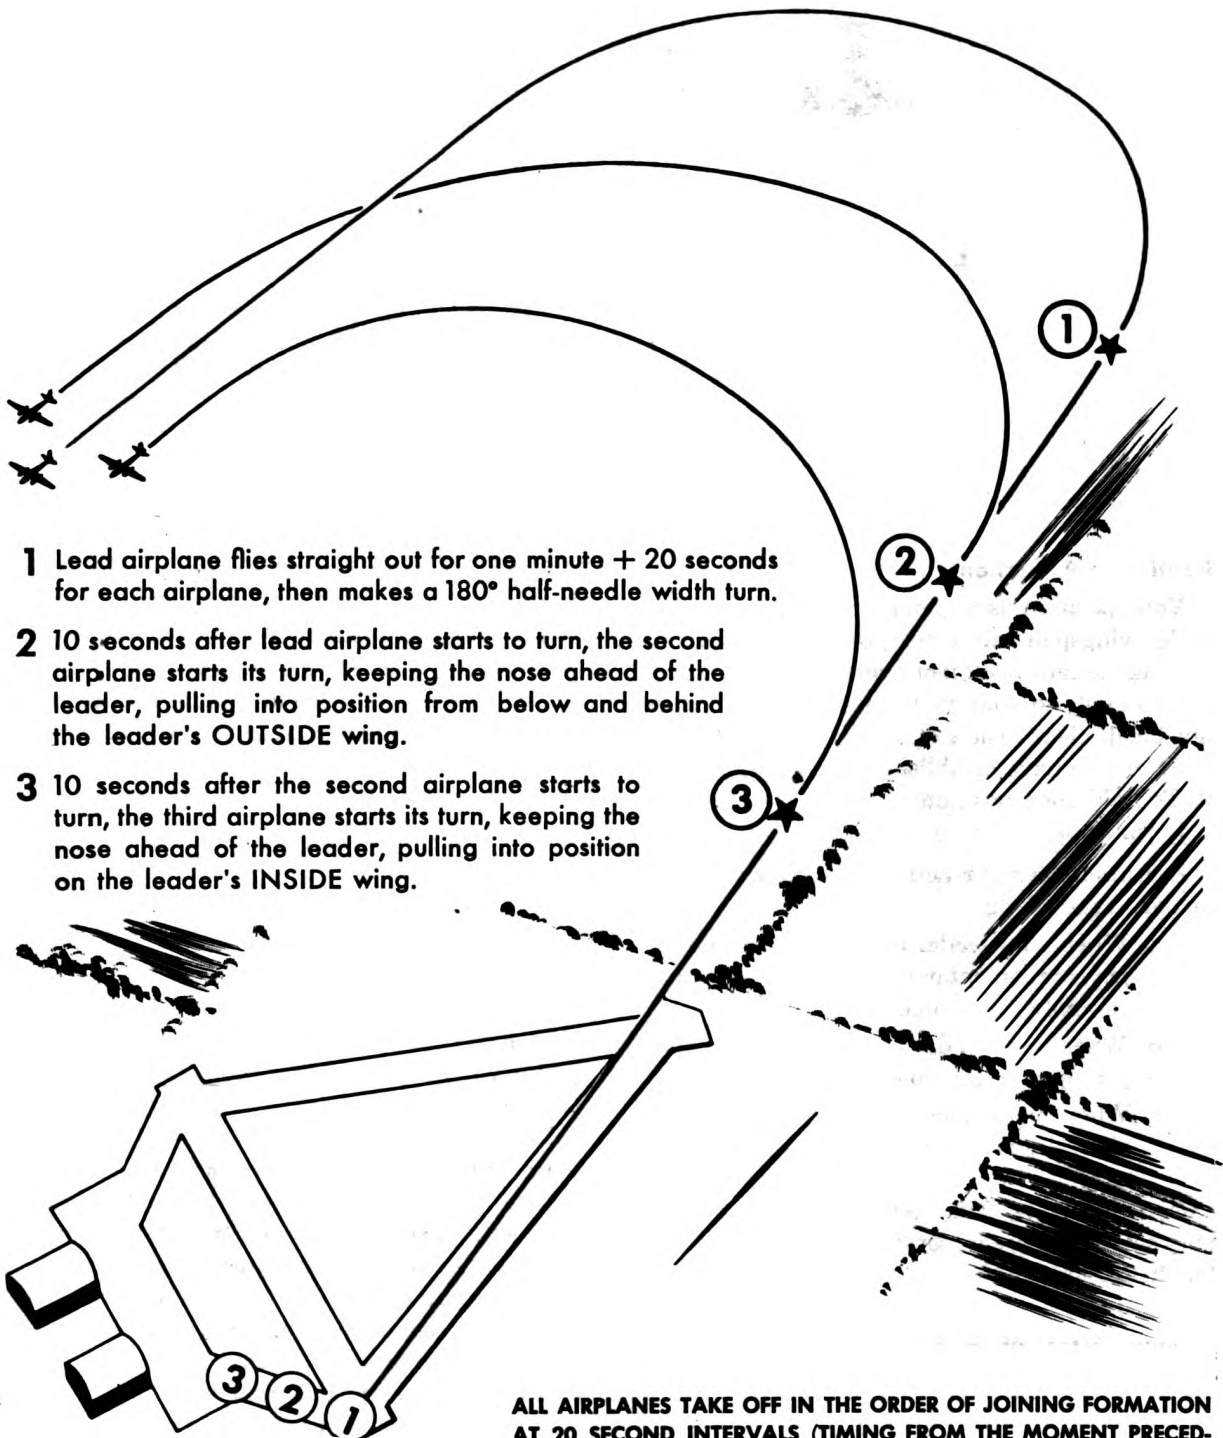 1
2
3
1 Lead airplane flies straight out for one minute + 20 seconds
for each airplane, then makes a 180° half-needle width turn.
2 10 seconds after lead airplane starts to turn, the second
airplane starts its turn, keeping the nose ahead of the
leader, pulling into position from below and behind
the leader's OUTSIDE wing.
3 10 seconds after the second airplane starts to
turn, the third airplane starts its turn, keeping the
nose ahead of the leader, pulling into position
on the leader's INSIDE wing.
3
2
1
ALL AIRPLANES TAKE OFF IN THE ORDER OF JOINING FORMATION
AT 20 SECOND INTERVALS (TIMING FROM THE MOMENT PRECED-